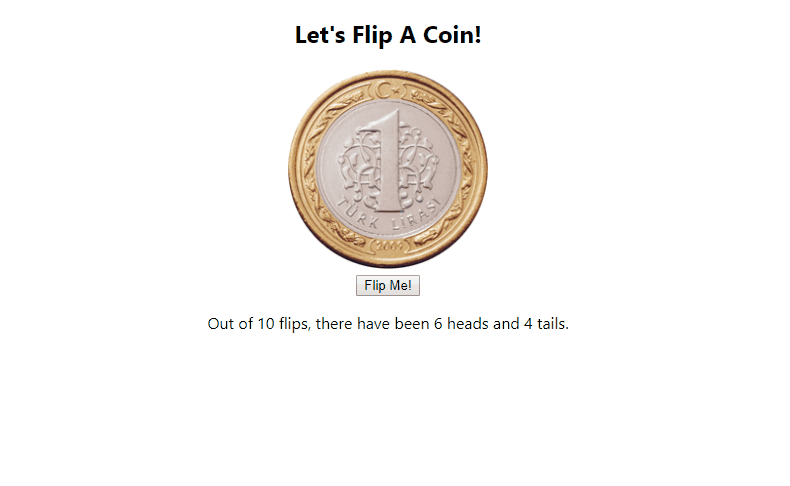 Let's Flip A Coin!
1
TÜRK LİRASI
2009
Flip Me!
Out of 10 flips, there have been 6 heads and 4 tails.